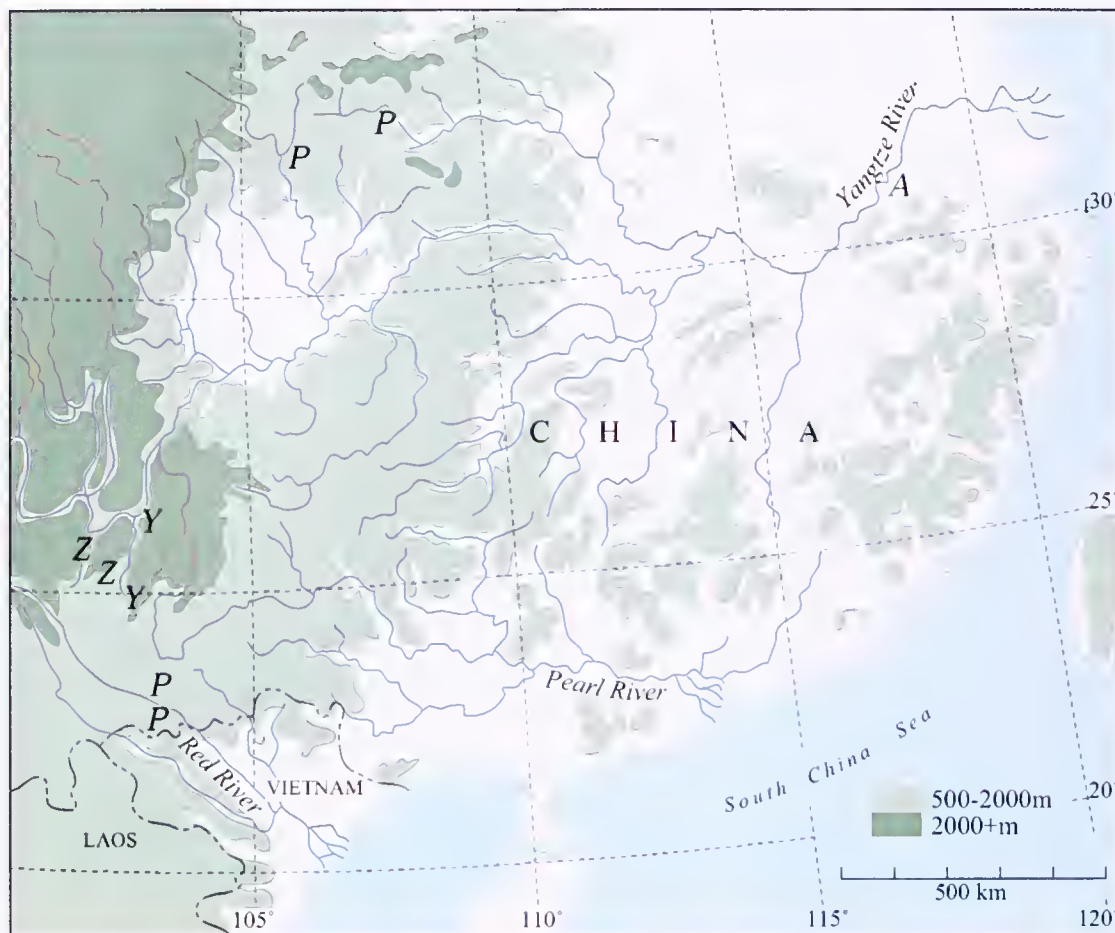 P
P
Yangtze River
A
30°
C H I N A
25°
Y
Z
Z
Y
P
P
Pearl River
Red River
VIETNAM
LAOS
South China Sea
20°
500-2000m
2000+m
500 km
105°
110°
115°
120°